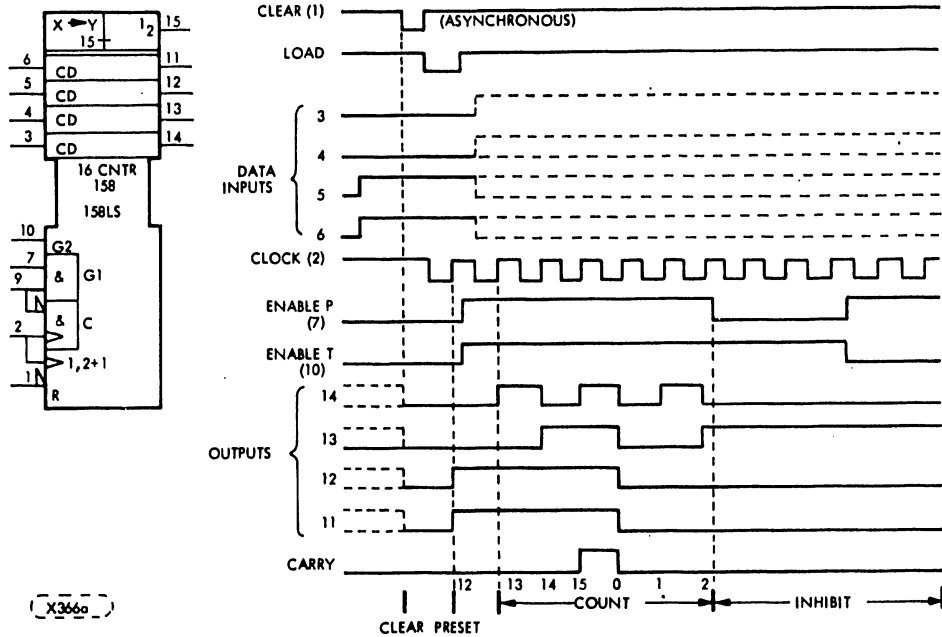 X → Y
15
1₂
15
6
CD
11
5
CD
12
4
CD
13
3
CD
14
16 CNTR
158
158LS
10
G2
7
&
G1
9
&
C
2
1,2+1
1
R
X366a
CLEAR (1)
(ASYNCHRONOUS)
LOAD
DATA
INPUTS
3
4
5
6
CLOCK (2)
ENABLE P
(7)
ENABLE T
(10)
OUTPUTS
14
13
12
11
CARRY
12 13 14 15 0 1 2
COUNT
INHIBIT
CLEAR PRESET